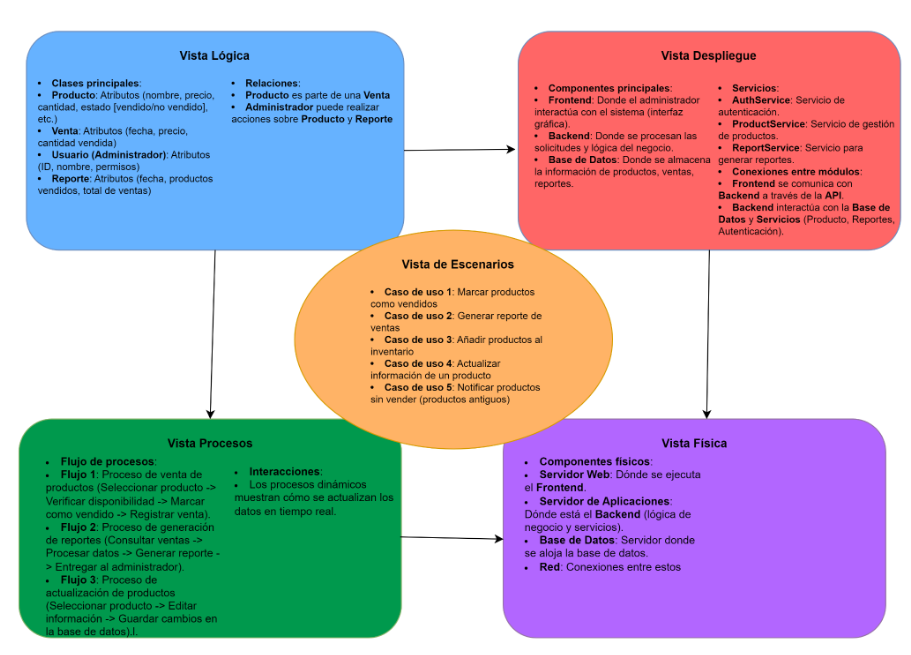 Vista Lógica
• Clases principales:
• Producto: Atributos (nombre, precio,
cantidad, estado [vendido/no vendido],
etc.)
• Venta: Atributos (fecha, precio,
cantidad vendida)
• Usuario (Administrador): Atributos
(ID, nombre, permisos)
• Reporte: Atributos (fecha, productos
vendidos, total de ventas)
• Relaciones:
• Producto es parte de una Venta
• Administrador puede realizar
acciones sobre Producto y Reporte
Vista Despliegue
• Componentes principales:
• Frontend: Donde el administrador
interactúa con el sistema (interfaz
gráfica).
• Backend: Donde se procesan las
solicitudes y lógica del negocio.
• Base de Datos: Donde se almacena
la información de productos, ventas,
reportes.
• Servicios:
• AuthService: Servicio de
autenticación.
• ProductService: Servicio de gestión
de productos.
• ReportService: Servicio para
generar reportes.
• Conexiones entre módulos:
• Frontend se comunica con
Backend a través de la API.
• Backend interactúa con la Base de
Datos y Servicios (Producto, Reportes,
Autenticación).
Vista de Escenarios
• Caso de uso 1: Marcar productos
como vendidos
• Caso de uso 2: Generar reporte de
ventas
• Caso de uso 3: Añadir productos al
inventario
• Caso de uso 4: Actualizar
información de un producto
• Caso de uso 5: Notificar productos
sin vender (productos antiguos)
Vista Procesos
• Flujo de procesos:
• Flujo 1: Proceso de venta de
productos (Seleccionar producto ->
Verificar disponibilidad -> Marcar
como vendido -> Registrar venta).
• Flujo 2: Proceso de generación
de reportes (Consultar ventas ->
Procesar datos -> Generar reporte -
> Entregar al administrador).
• Flujo 3: Proceso de
actualización de productos
(Seleccionar producto -> Editar
información -> Guardar cambios en
la base de datos).l.
• Interacciones:
• Los procesos dinámicos
muestran cómo se actualizan los
datos en tiempo real.
Vista Física
• Componentes físicos:
• Servidor Web: Dónde se ejecuta
el Frontend.
• Servidor de Aplicaciones:
Dónde está el Backend (lógica de
negocio y servicios).
• Base de Datos: Servidor donde
se aloja la base de datos.
• Red: Conexiones entre estos